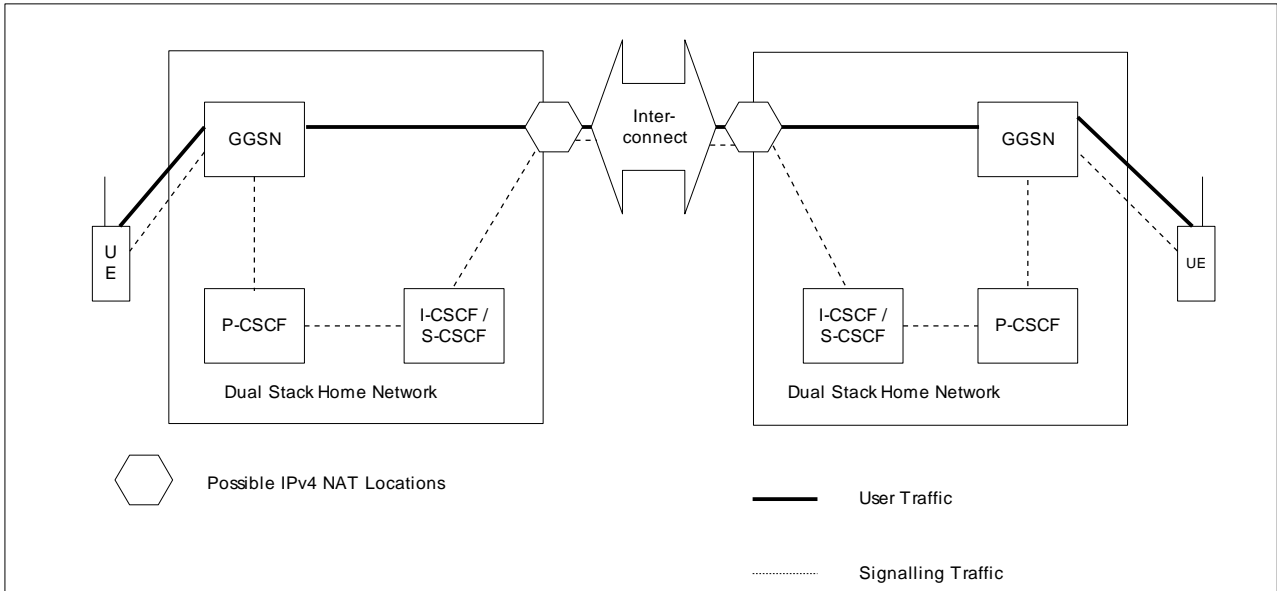 Inter-
connect
GGSN
GGSN
U
E
UE
P-CSCF
I-CSCF /
S-CSCF
I-CSCF /
S-CSCF
P-CSCF
Dual Stack Home Network
Dual Stack Home Network
Possible IPv4 NAT Locations
User Traffic
Signalling Traffic